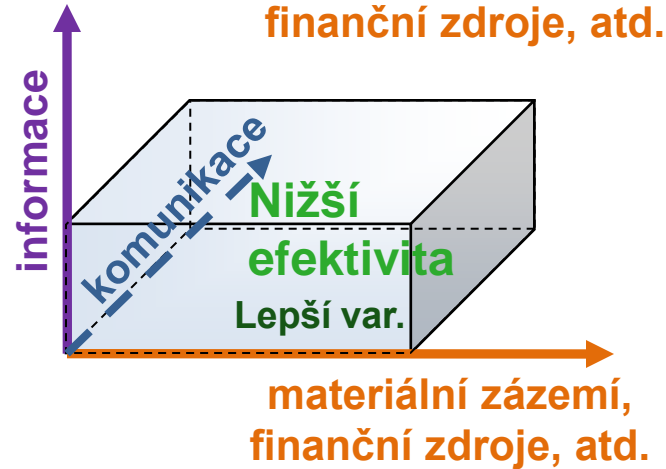 finanční zdroje, atd.
informace
komunikace
Nižší
efektivita
Lepší var.
materiální zázemí,
finanční zdroje, atd.